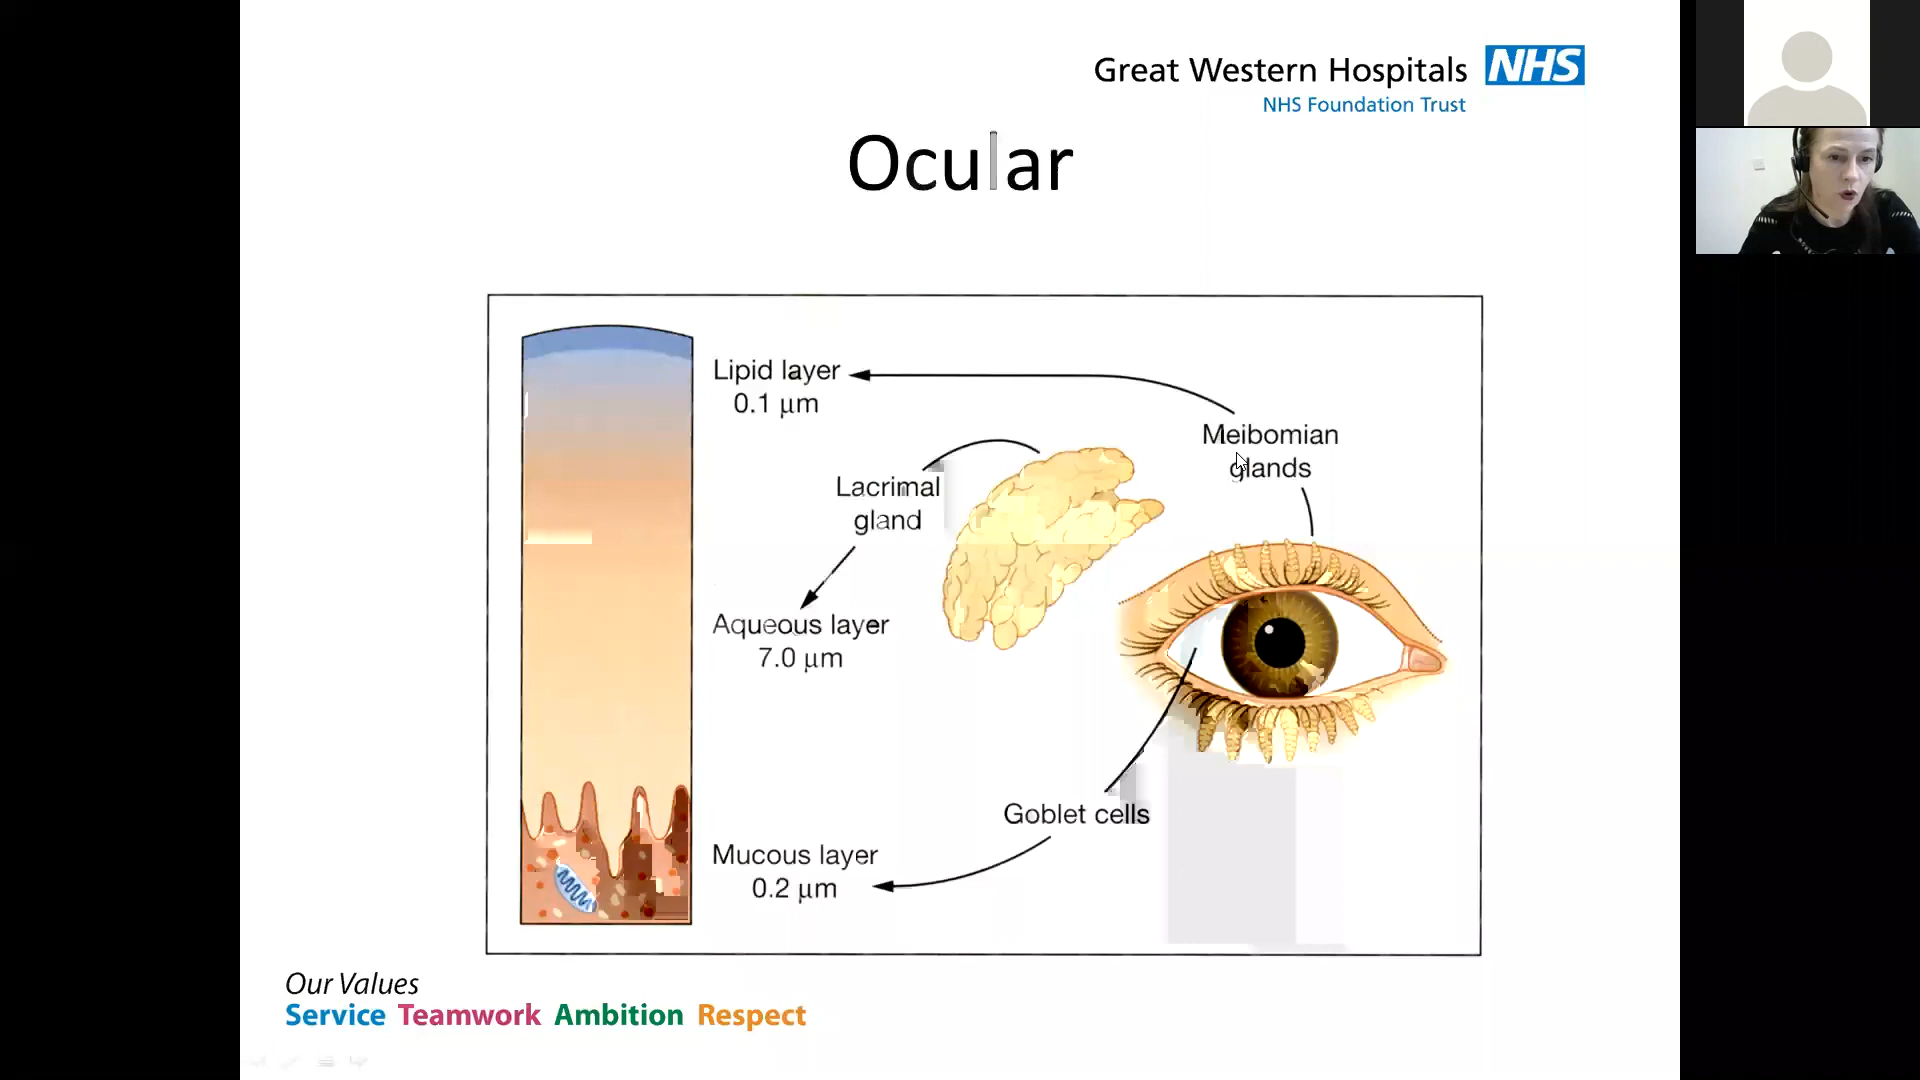 Great Western Hospitals NHS
NHS Foundation Trust
Ocular
Lipid layer
0.1 μm
Meibomian
glands
Lacrimal
gland
Aqueous layer
7.0 μm
Goblet cells
Mucous layer
0.2 μm
Our Values
Service Teamwork Ambition Respect